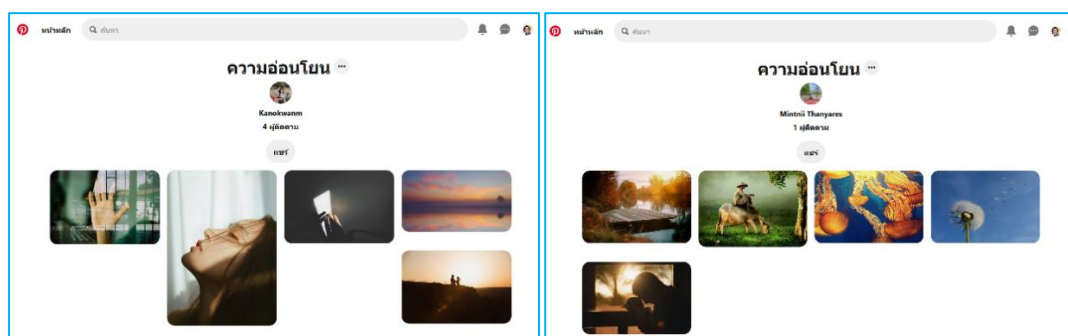 หน้าหลัก
ค้นหา
ความอ่อนโยน
Kanokwanm
4 ผู้ติดตาม
แชร์
หน้าหลัก
ค้นหา
ความอ่อนโยน
Mintnii Thanyares
1 ผู้ติดตาม
แชร์